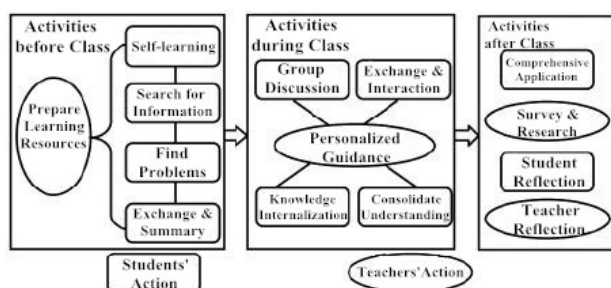 Activities
before Class
Self-learning
Prepare
Learning
Resources
Search for
Information
Find
Problems
Exchange &
Summary
Activities
during Class
Group
Discussion
Exchange &
Interaction
Personalized
Guidance
Knowledge
Internalization
Consolidate
Understanding
Activities
after Class
Comprehensive
Application
Survey &
Research
Student
Reflection
Teacher
Reflection
Students'
Action
Teachers'Action